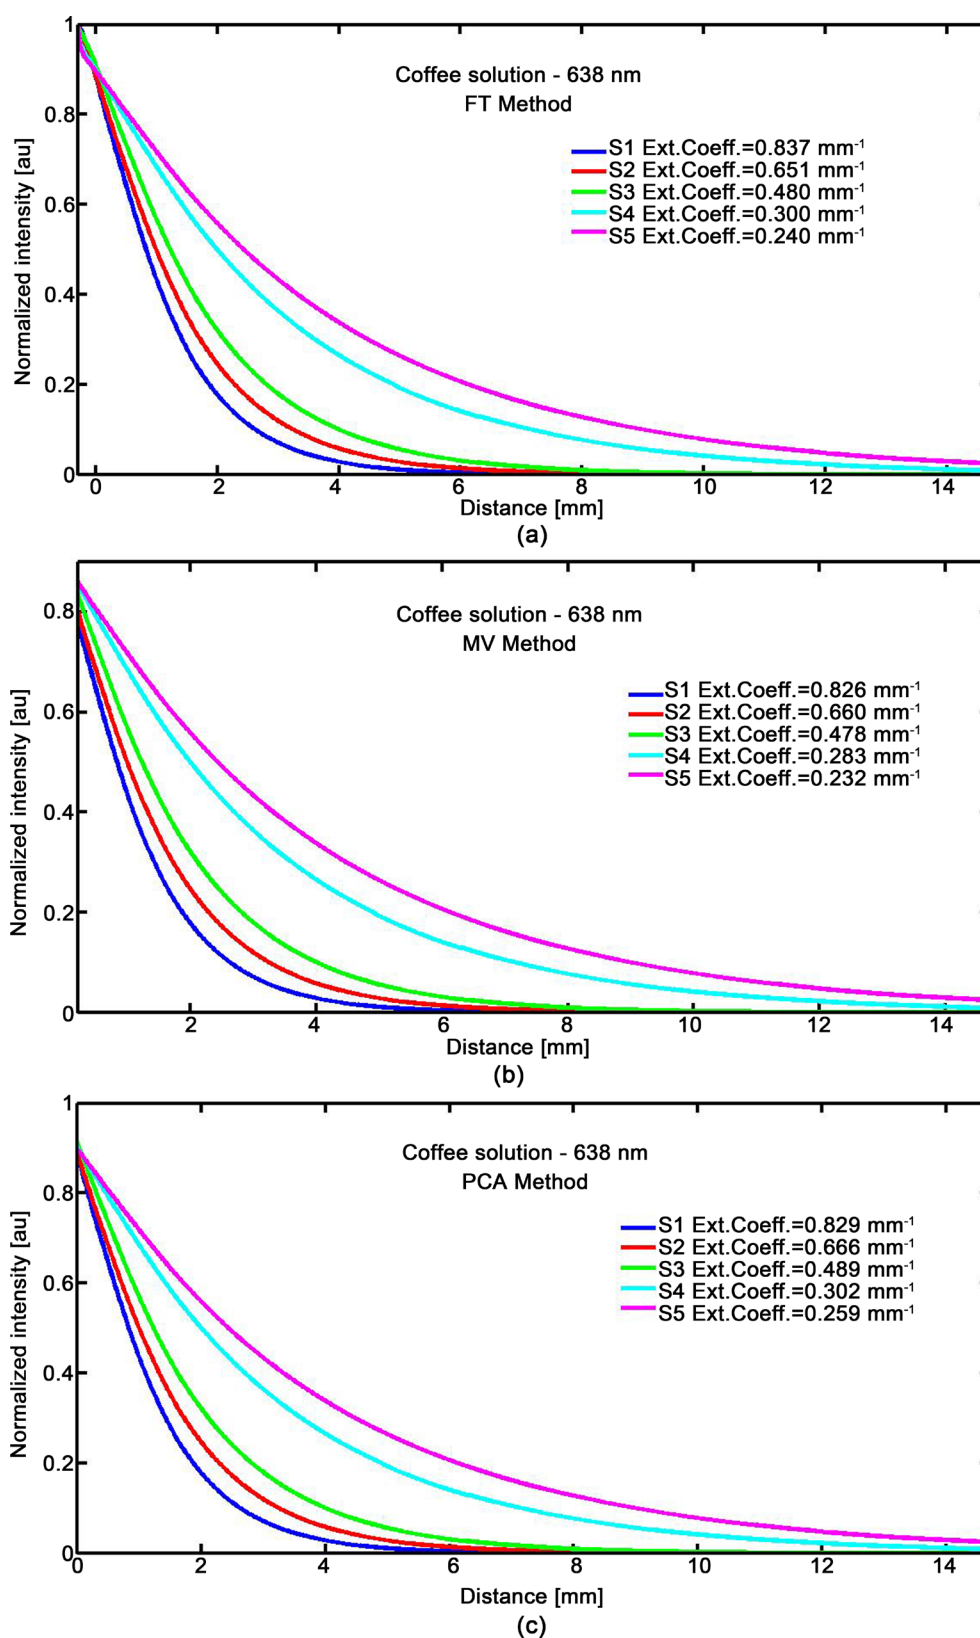 1
Coffee solution - 638 nm
FT Method
0.8
S1 Ext.Coeff.=0.837 mm⁻¹
S2 Ext.Coeff.=0.651 mm⁻¹
S3 Ext.Coeff.=0.480 mm⁻¹
S4 Ext.Coeff.=0.300 mm⁻¹
S5 Ext.Coeff.=0.240 mm⁻¹
0.6
Normalized intensity [au]
0.4
0.2
0
0 2 4 6 8 10 12 14
Distance [mm]
(a)
Coffee solution - 638 nm
MV Method
0.8
S1 Ext.Coeff.=0.826 mm⁻¹
S2 Ext.Coeff.=0.660 mm⁻¹
S3 Ext.Coeff.=0.478 mm⁻¹
S4 Ext.Coeff.=0.283 mm⁻¹
S5 Ext.Coeff.=0.232 mm⁻¹
0.6
Normalized intensity [au]
0.4
0.2
0
2 4 6 8 10 12 14
Distance [mm]
(b)
1
Coffee solution - 638 nm
PCA Method
0.8
S1 Ext.Coeff.=0.829 mm⁻¹
S2 Ext.Coeff.=0.666 mm⁻¹
S3 Ext.Coeff.=0.489 mm⁻¹
S4 Ext.Coeff.=0.302 mm⁻¹
S5 Ext.Coeff.=0.259 mm⁻¹
0.6
Normalized intensity [au]
0.4
0.2
0
0 2 4 6 8 10 12 14
Distance [mm]
(c)